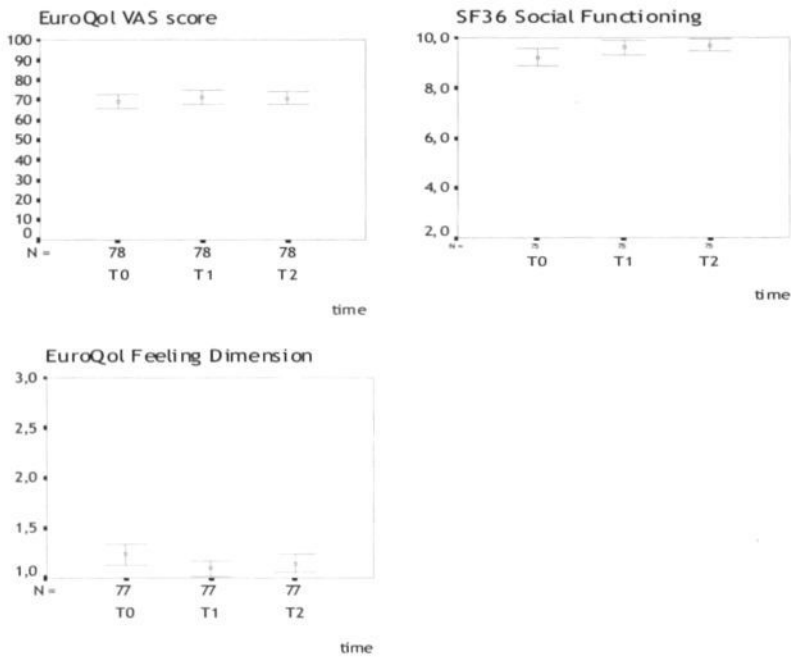 EuroQol VAS score
100
90
80
70
60
50
40
30
20
10
0
N = 78 78 78
T0 T1 T2
time
SF36 Social Functioning
10, 0
8, 0
6, 0
4, 0
2, 0
N =
T0 T1 T2
time
EuroQol Feeling Dimension
3,0
2,5
2,0
1,5
1,0
N = 77 77 77
T0 T1 T2
time